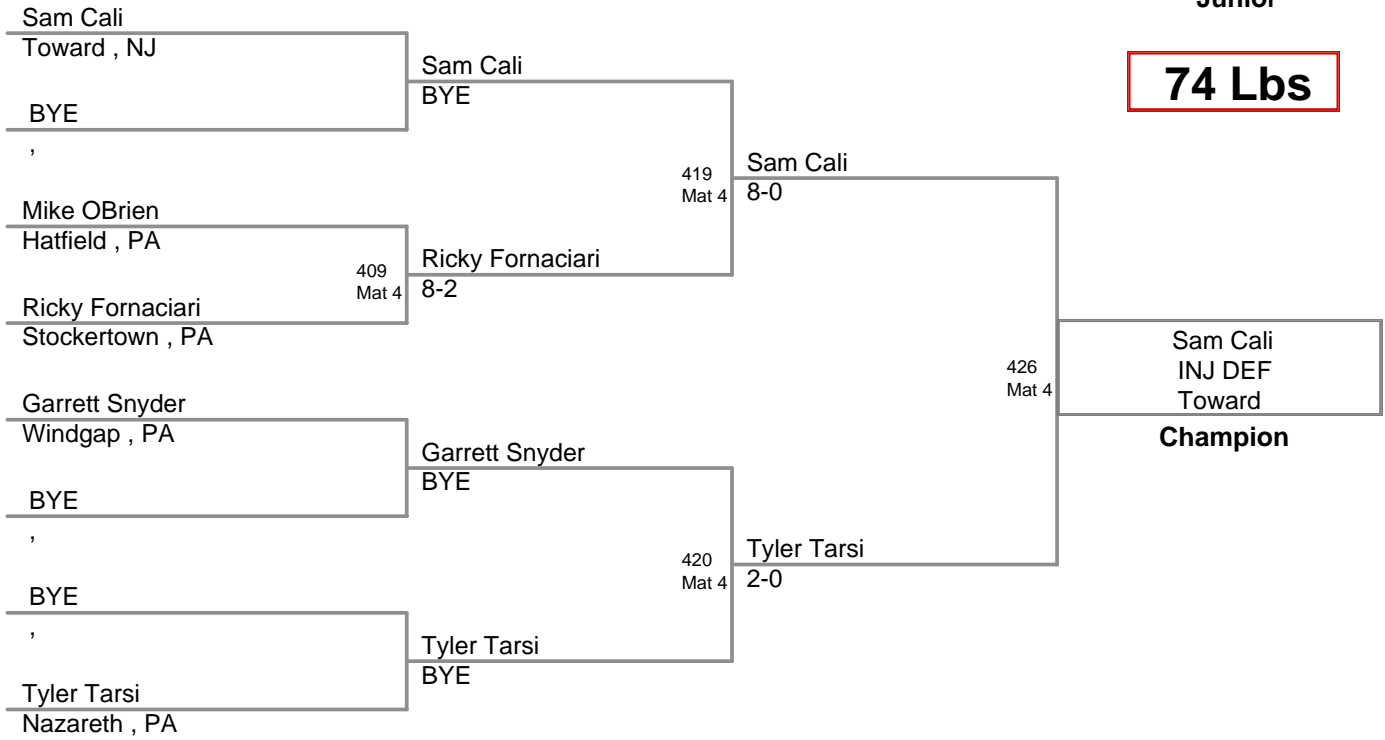 Junior
74 Lbs
Sam Cali
Toward , NJ
BYE
,
Mike OBrien
Hatfield , PA
Ricky Fornaciari
Stockertown , PA
Garrett Snyder
Windgap , PA
BYE
,
BYE
,
Tyler Tarsi
Nazareth , PA
Sam Cali
BYE
409
Mat 4
Ricky Fornaciari
8-2
Garrett Snyder
BYE
Tyler Tarsi
BYE
419
Mat 4
Sam Cali
8-0
420
Mat 4
Tyler Tarsi
2-0
426
Mat 4
Sam Cali
INJ DEF
Toward
Champion